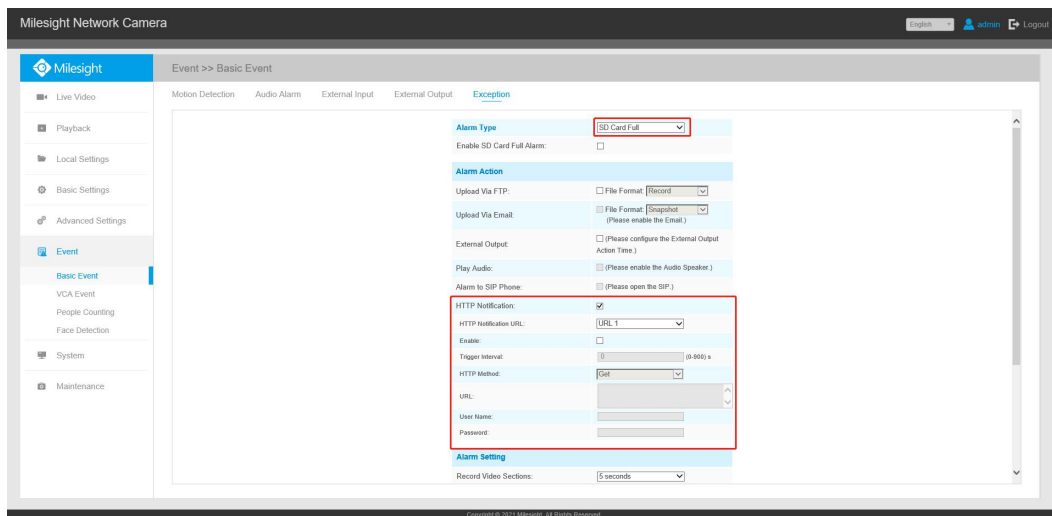 Milesight Network Camera
English
admin
Logout
Milesight
Event >> Basic Event
Live Video
Playback
Local Settings
Basic Settings
Advanced Settings
Event
Basic Event
VCA Event
People Counting
Face Detection
System
Maintenance
Motion Detection Audio Alarm External Input External Output Exception
Alarm Type SD Card Full
Enable SD Card Full Alarm:
Alarm Action
Upload Via FTP: File Format: Record
Upload Via Email: File Format: Snapshot
(Please enable the Email.)
External Output: (Please configure the External Output
Action Time.)
Play Audio: (Please enable the Audio Speaker.)
Alarm to SIP Phone: (Please open the SIP.)
HTTP Notification:
HTTP Notification URL: URL 1
Enable:
Trigger Interval: 0 (0-900) s
HTTP Method: Get
URL:
User Name:
Password:
Alarm Setting
Record Video Sections: 5 seconds
Copyright © 2021 Milesight. All Rights Reserved.